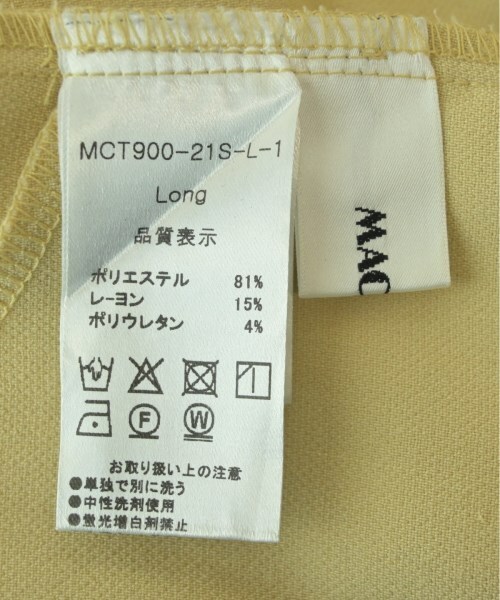 MCT900-21S-L-1
Long
品質表示
ポリエステル 81%
レーヨン 15%
ポリウレタン 4%
F W
お取り扱い上の注意
●単独で別に洗う
●中性洗剤使用
●蛍光増白剤禁止
MAC